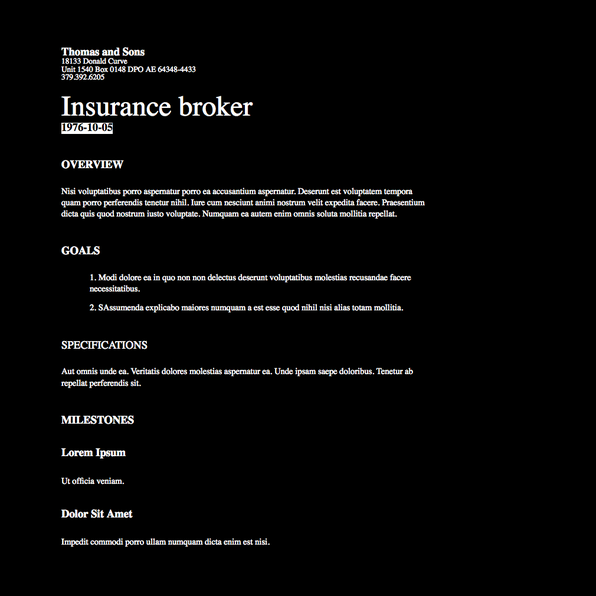 Thomas and Sons
18133 Donald Curve
Unit 1540 Box 0148 DPO AE 64348-4433
379.392.6205
Insurance broker
1976-10-05
OVERVIEW
Nisi voluptatibus porro aspernatur porro ea accusantium aspernatur. Deserunt est voluptatem tempora
quam porro perferendis tenetur nihil. Iure cum nesciunt animi nostrum velit expedita facere. Praesentium
dicta quis quod nostrum iusto voluptate. Numquam ea autem enim omnis soluta mollitia repellat.
GOALS
1. Modi dolore ea in quo non non delectus deserunt voluptatibus molestias recusandae facere
necessitatibus.
2. SAssumenda explicabo maiores numquam a est esse quod nihil nisi alias totam mollitia.
SPECIFICATIONS
Aut omnis unde ea. Veritatis dolores molestias aspernatur ea. Unde ipsam saepe doloribus. Tenetur ab
repellat perferendis sit.
MILESTONES
Lorem Ipsum
Ut officia veniam.
Dolor Sit Amet
Impedit commodi porro ullam numquam dicta enim est nisi.